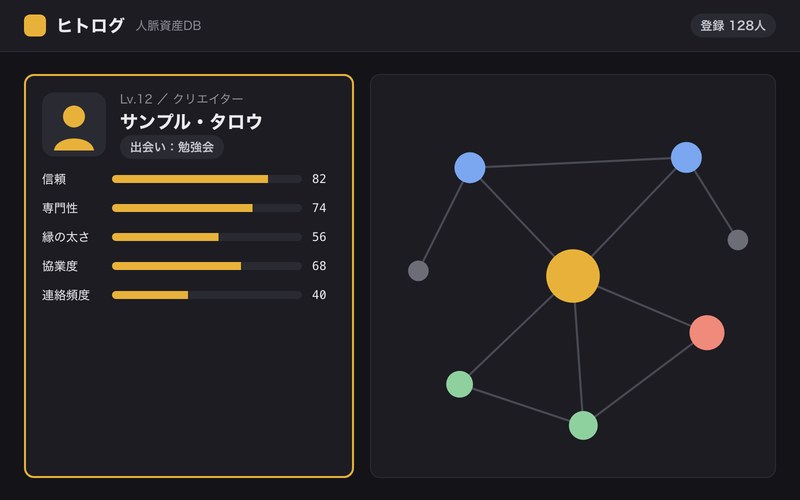 ヒトログ 人脈資産DB
登録 128人
Lv.12 ／ クリエイター
サンプル・タロウ
出会い：勉強会
信頼 82
専門性 74
縁の太さ 56
協業度 68
連絡頻度 40